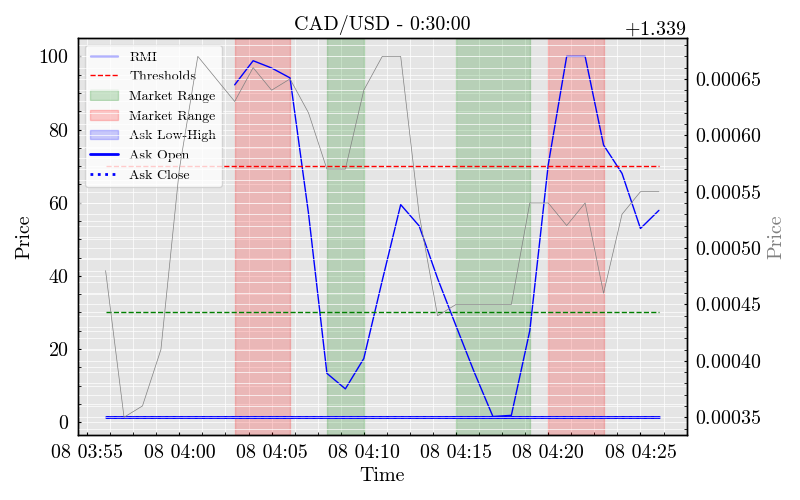 CAD/USD - 0:30:00
+1.339
RMI
Thresholds
Market Range
Market Range
Ask Low-High
Ask Open
Ask Close
100
80
60
40
20
0
Price
0.00065
0.00060
0.00055
0.00050
0.00045
0.00040
0.00035
Price
08 03:55 08 04:00 08 04:05 08 04:10 08 04:15 08 04:20 08 04:25
Time